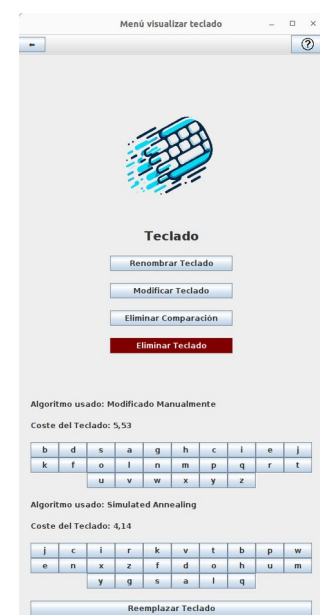 Menú visualizar teclado
Teclado
Renombrar Teclado
Modificar Teclado
Eliminar Comparación
Eliminar Teclado
Algoritmo usado: Modificado Manualmente
Coste del Teclado: 5,53
b d s a g h c i e j
k f o l n m p q r t
u v w x y z
Algoritmo usado: Simulated Annealing
Coste del Teclado: 4,14
j c i r k v t b p w
e n x z f d o h u m
y g s a l q
Reemplazar Teclado